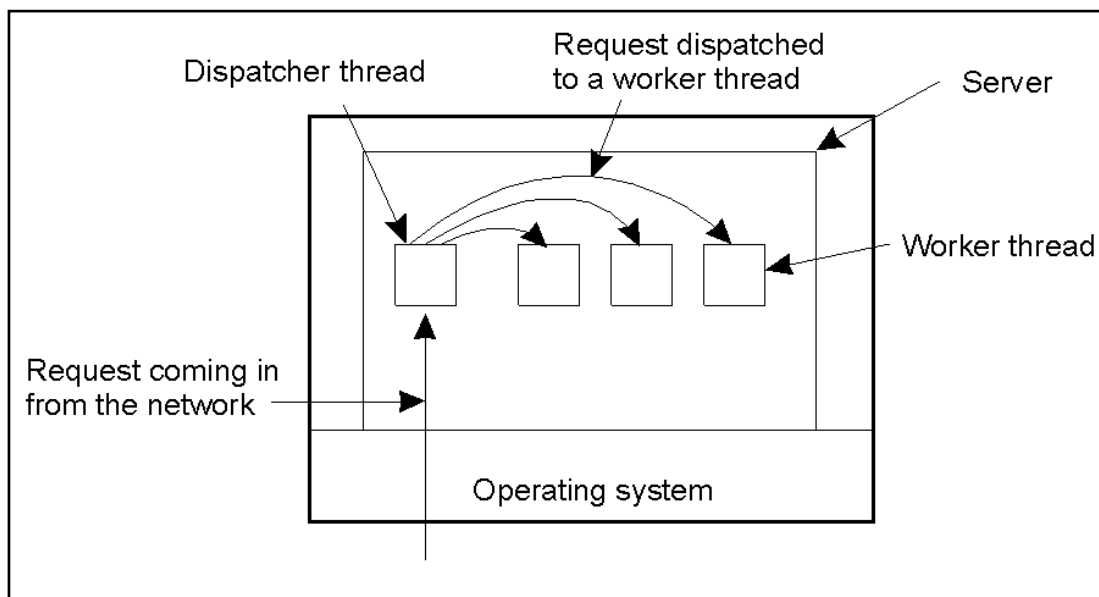 Request dispatched
to a worker thread
Dispatcher thread
Server
Worker thread
Request coming in
from the network
Operating system